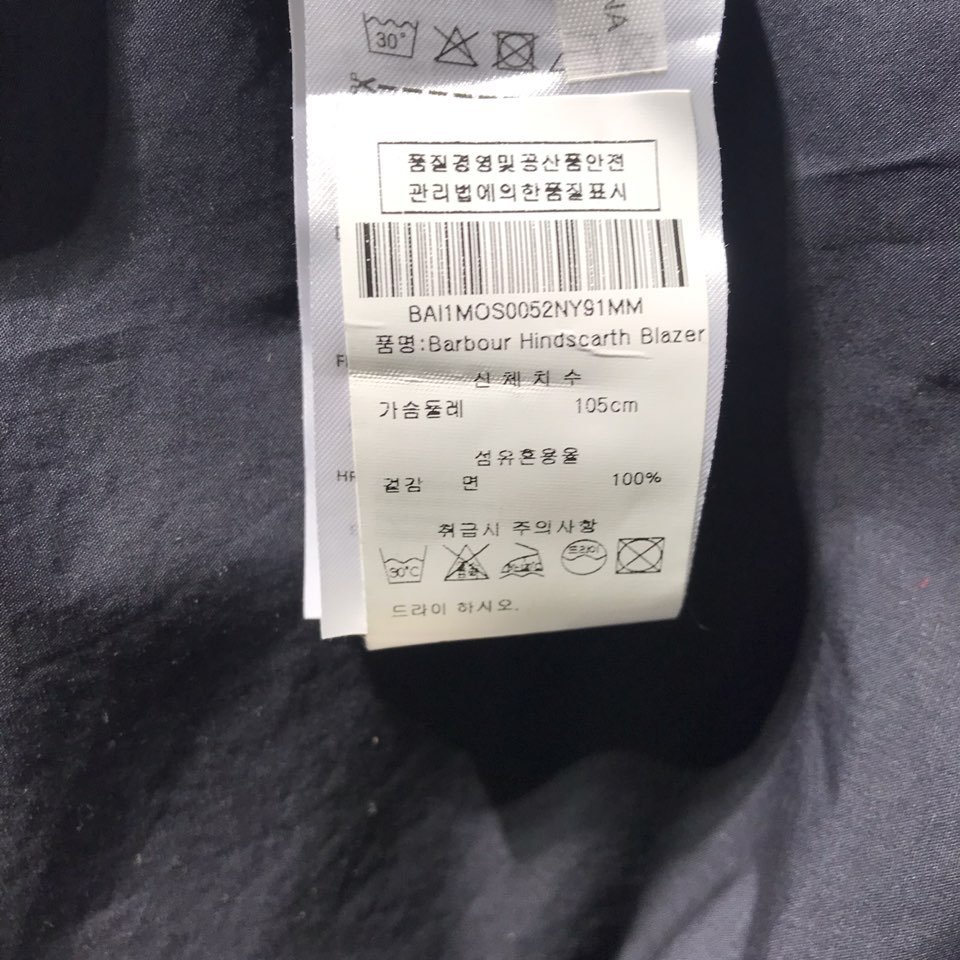 30°
NA
품질경영및공산품안전
관리법에의한품질표시
BAI1MOS0052NY91MM
품명:Barbour Hindscarth Blazer
신 체 치 수
가슴둘레 105cm
섬유혼용율
겉감 면 100%
취급시 주의사항
30°C 드라이
드라이 하시오.